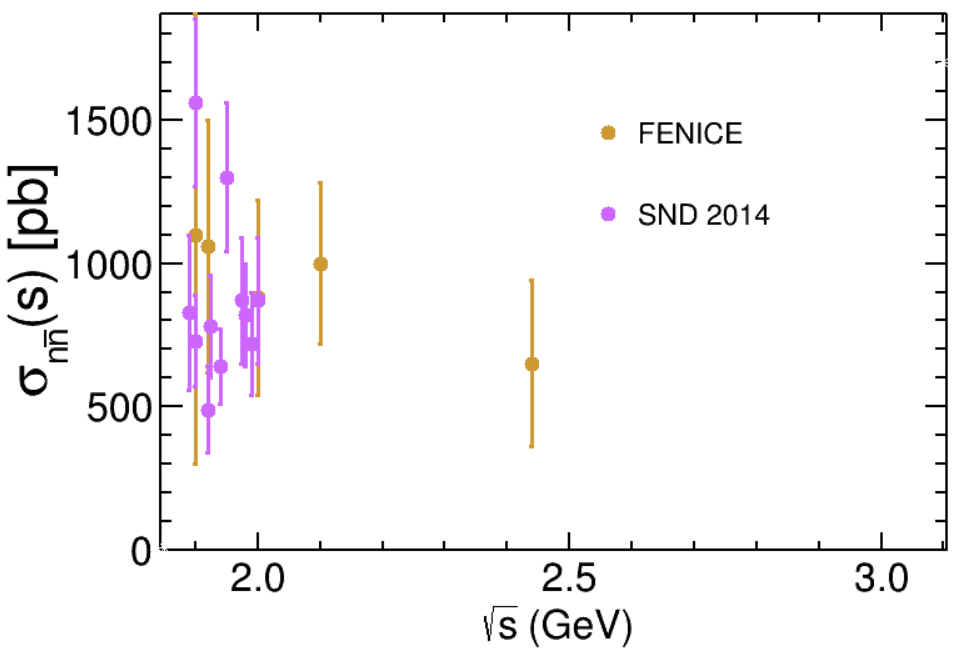 σnn̅(s) [pb]
1500
1000
500
0
FENICE
SND 2014
2.0 2.5 3.0
√s (GeV)